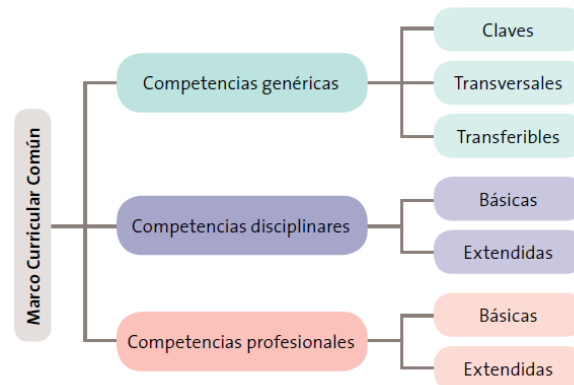 Marco Curricular Común
Competencias genéricas
Claves
Transversales
Transferibles
Competencias disciplinares
Básicas
Extendidas
Competencias profesionales
Básicas
Extendidas